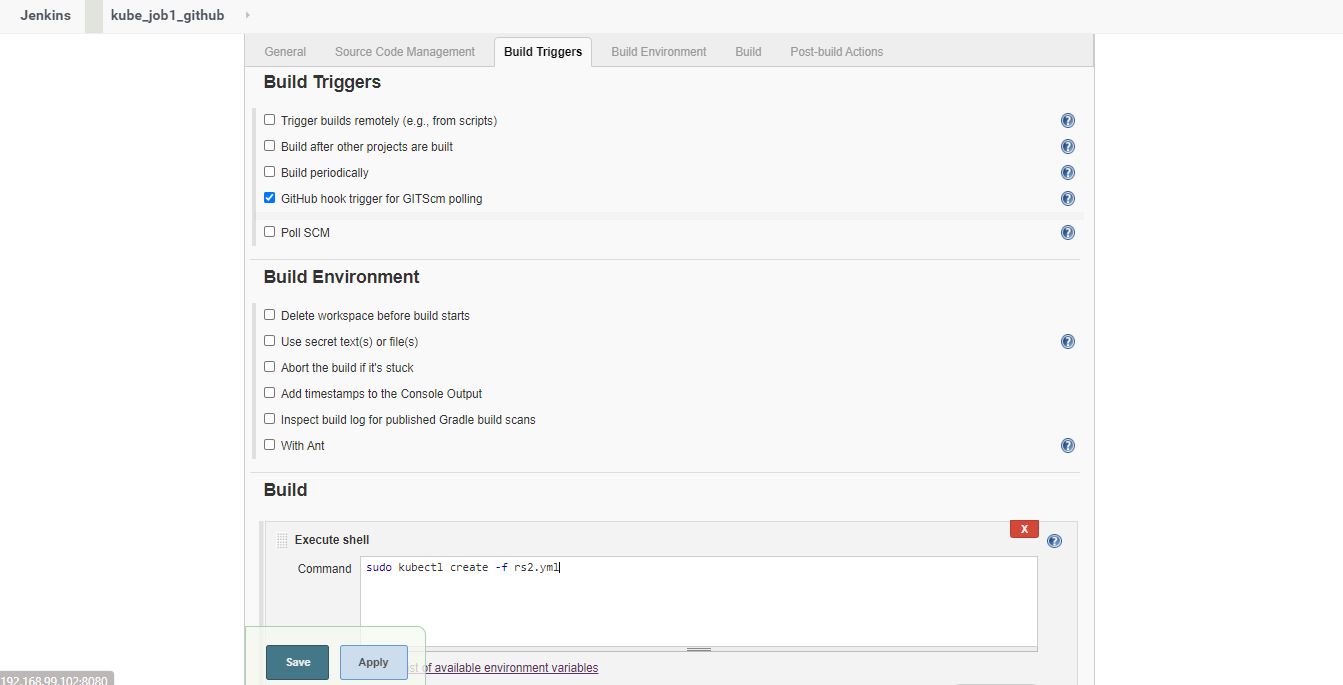 Jenkins kube_job1_github
General Source Code Management Build Triggers Build Environment Build Post-build Actions
Build Triggers
Trigger builds remotely (e.g., from scripts)
Build after other projects are built
Build periodically
GitHub hook trigger for GITScm polling
Poll SCM
Build Environment
Delete workspace before build starts
Use secret text(s) or file(s)
Abort the build if it's stuck
Add timestamps to the Console Output
Inspect build log for published Gradle build scans
With Ant
Build
X
Execute shell
Command sudo kubectl create -f rs2.yml
Save Apply
of available environment variables
192.168.99.102:8080